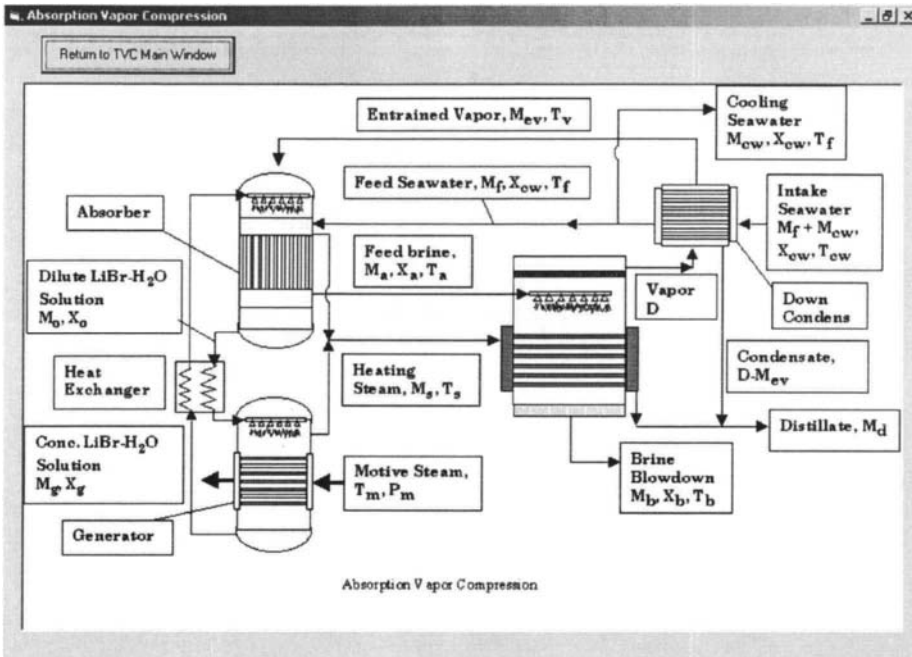 Absorption Vapor Compression
Return to TVC Main Window
Entrained Vapor, Mev, Tv
Cooling
Seawater
Mcw, Xcw, Tf
Feed Seawater, Mf, Xcw, Tf
Intake
Seawater
Mf + Mcw,
Xcw, Tcw
Absorber
Feed brine,
Ma, Xa, Ta
Dilute LiBr-H2O
Solution
Mo, Xo
Vapor
D
Down
Condens
Heat
Exchanger
Heating
Steam, Ms, Ts
Condensate,
D-Mev
Distillate, Md
Conc. LiBr-H2O
Solution
Mg, Xg
Motive Steam,
Tm, Pm
Brine
Blowdown
Mb, Xb, Tb
Generator
Absorption Vapor Compression